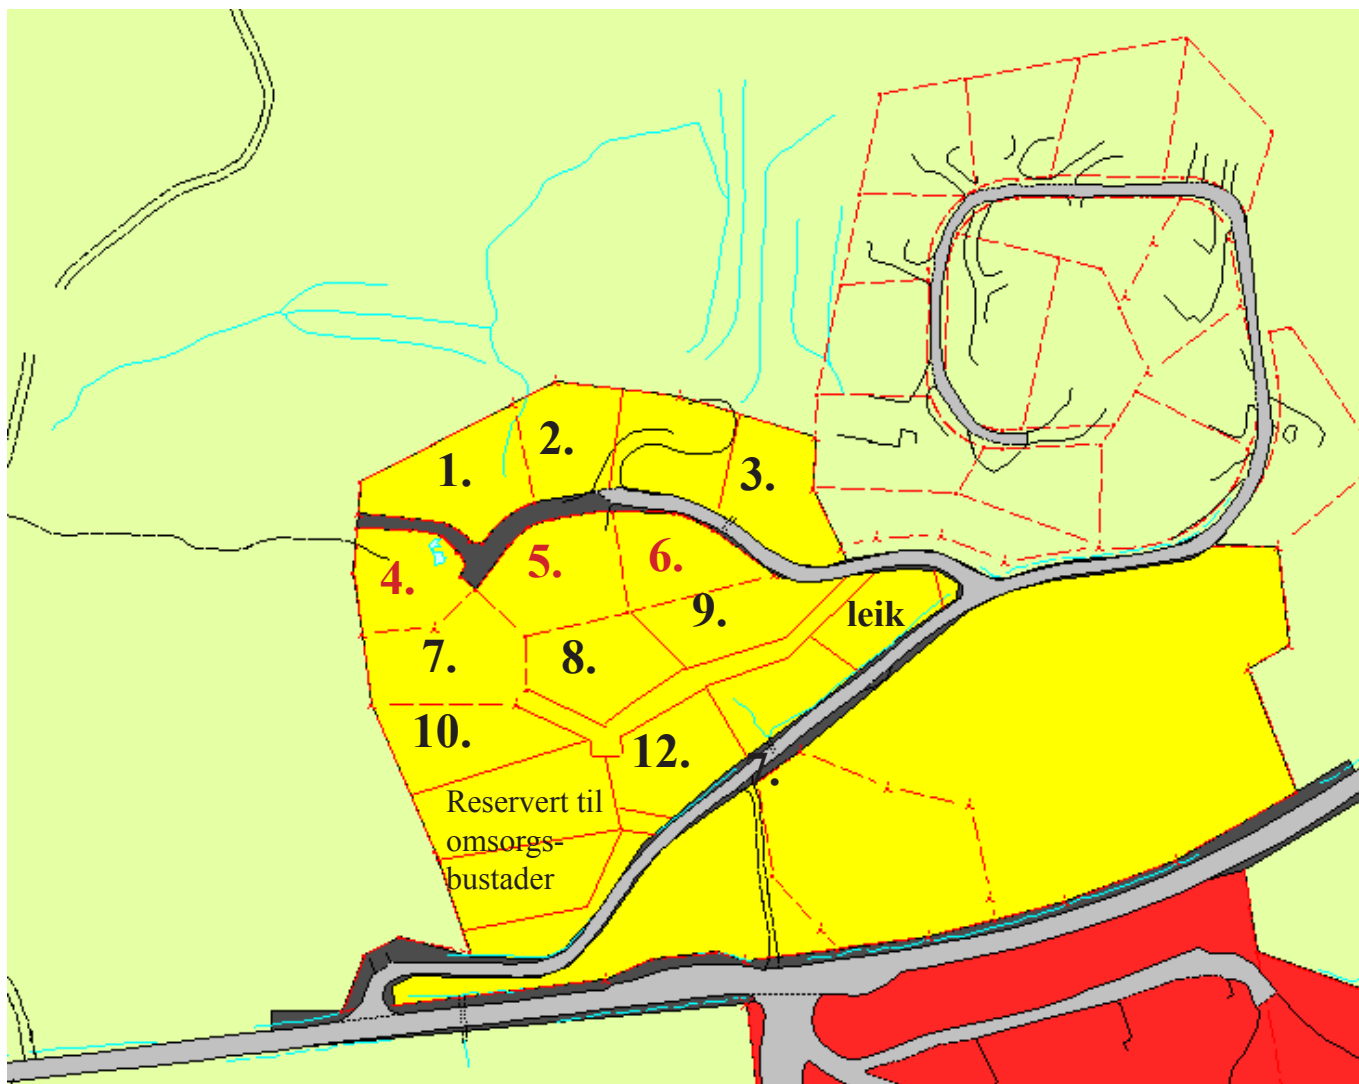 1.
2.
3.
4.
5.
6.
7.
8.
9.
leik
10.
12.
Reservert til
omsorgs-
bustader